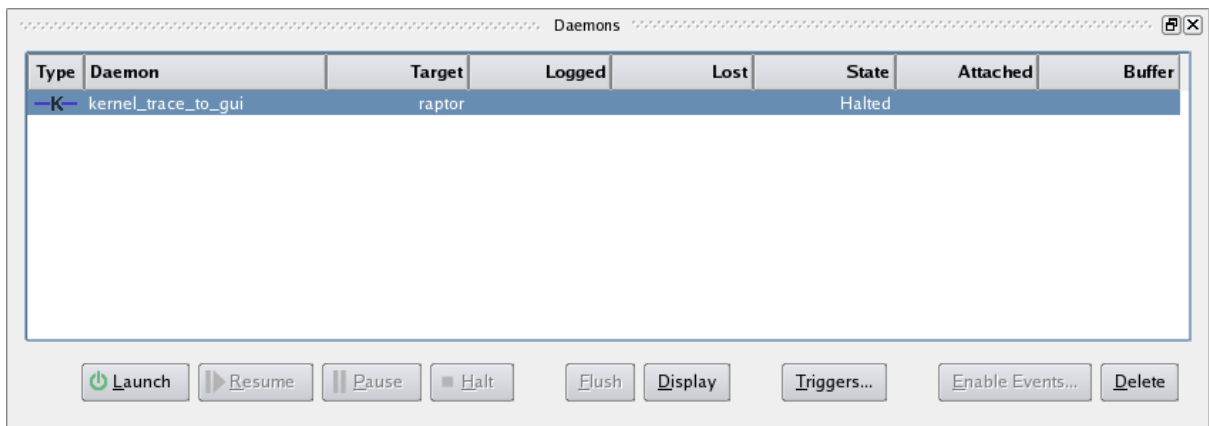 Daemons
Type Daemon Target Logged Lost State Attached Buffer
K kernel_trace_to_gui raptor Halted
Launch Resume Pause Halt Flush Display Triggers... Enable Events... Delete